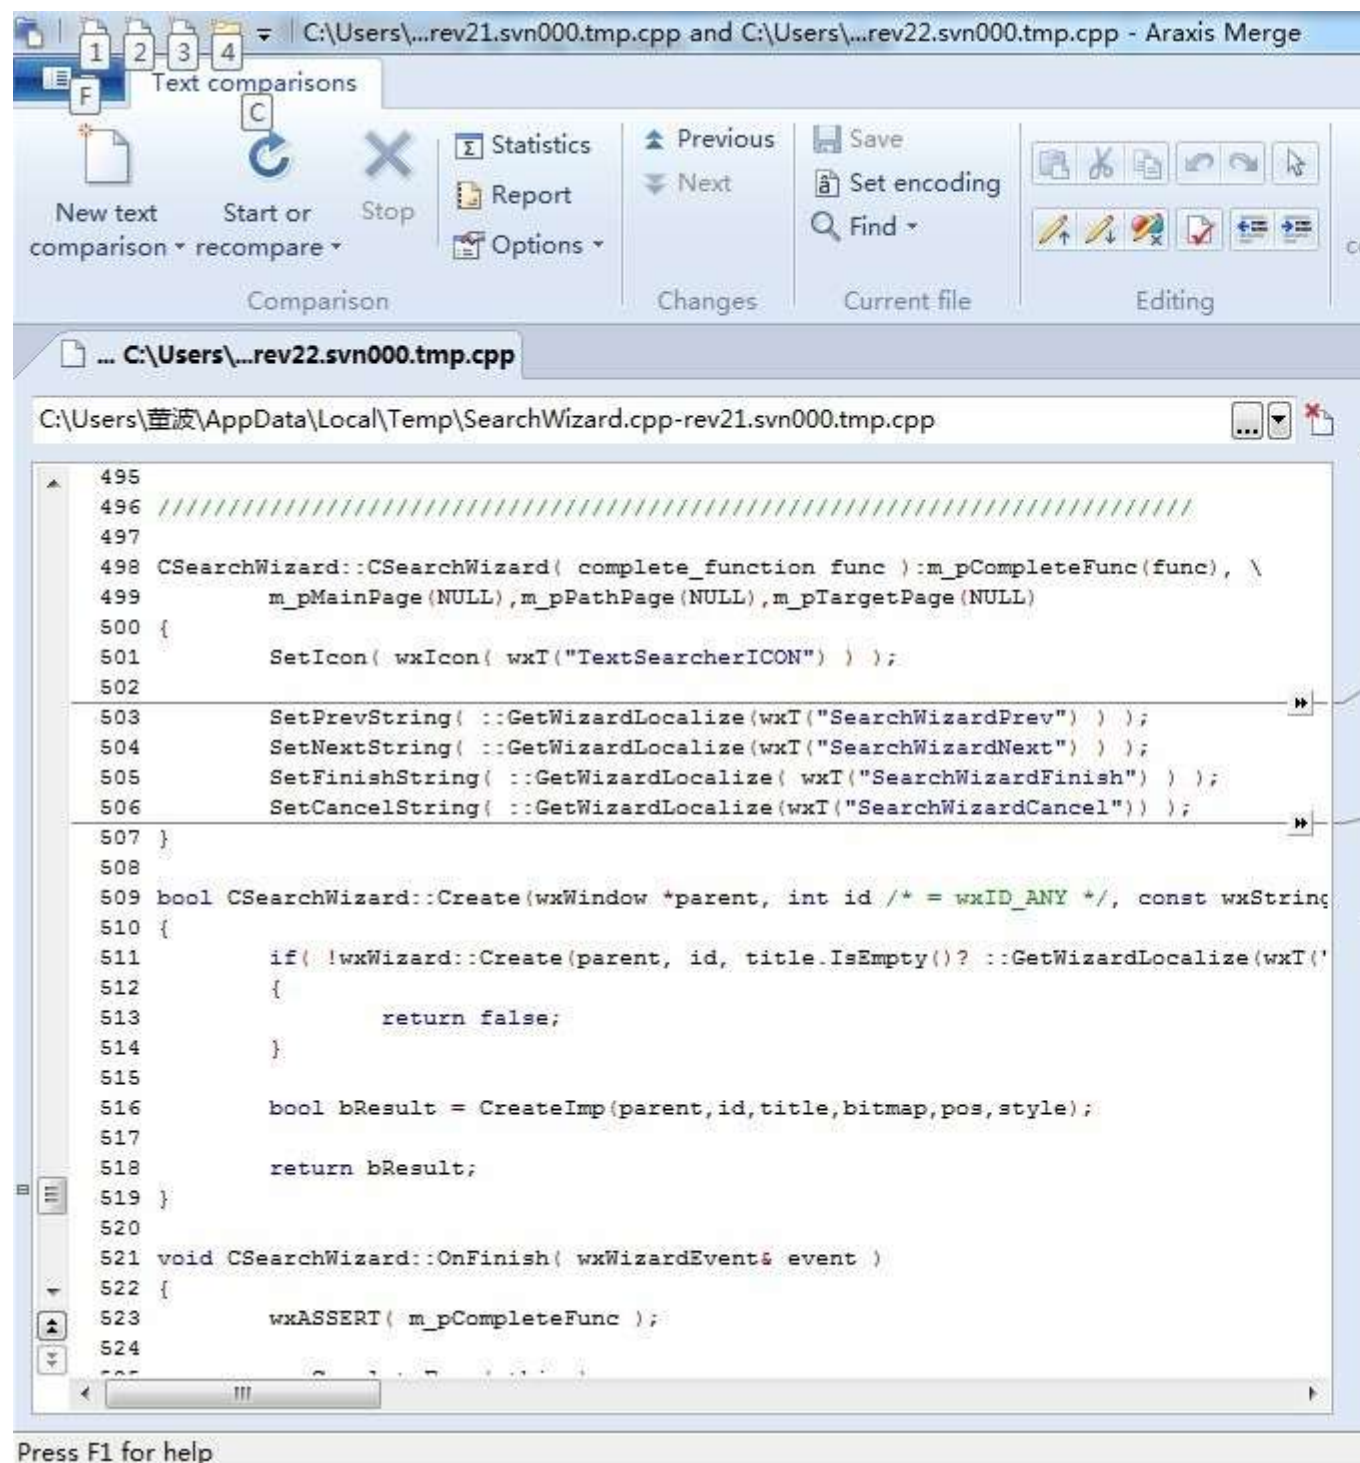 C:\Users\...rev21.svn000.tmp.cpp and C:\Users\...rev22.svn000.tmp.cpp - Araxis Merge
1 2 3 4
F
Text comparisons
C
New text comparison
Start or recompare
Stop
Statistics
Report
Options
Previous
Next
Save
Set encoding
Find
Comparison
Changes
Current file
Editing
... C:\Users\...rev22.svn000.tmp.cpp
C:\Users\董波\AppData\Local\Temp\SearchWizard.cpp-rev21.svn000.tmp.cpp
495
496 //////////////////////////////////////////////////////////////////////////
497
498 CSearchWizard::CSearchWizard( complete_function func ):m_pCompleteFunc(func), \
499 m_pMainPage(NULL),m_pPathPage(NULL),m_pTargetPage(NULL)
500 {
501 SetIcon( wxIcon( wxT("TextSearcherICON") ) );
502
503 SetPrevString( ::GetWizardLocalize(wxT("SearchWizardPrev") ) );
504 SetNextString( ::GetWizardLocalize(wxT("SearchWizardNext") ) );
505 SetFinishString( ::GetWizardLocalize( wxT("SearchWizardFinish") ) );
506 SetCancelString( ::GetWizardLocalize(wxT("SearchWizardCancel")) );
507 }
508
509 bool CSearchWizard::Create(wxWindow *parent, int id /* = wxID_ANY */, const wxString
510 {
511 if( !wxWizard::Create(parent, id, title.IsEmpty()? ::GetWizardLocalize(wxT('
512 {
513 return false;
514 }
515
516 bool bResult = CreateImp(parent,id,title,bitmap,pos,style);
517
518 return bResult;
519 }
520
521 void CSearchWizard::OnFinish( wxWizardEvent& event )
522 {
523 wxASSERT( m_pCompleteFunc );
524
Press F1 for help